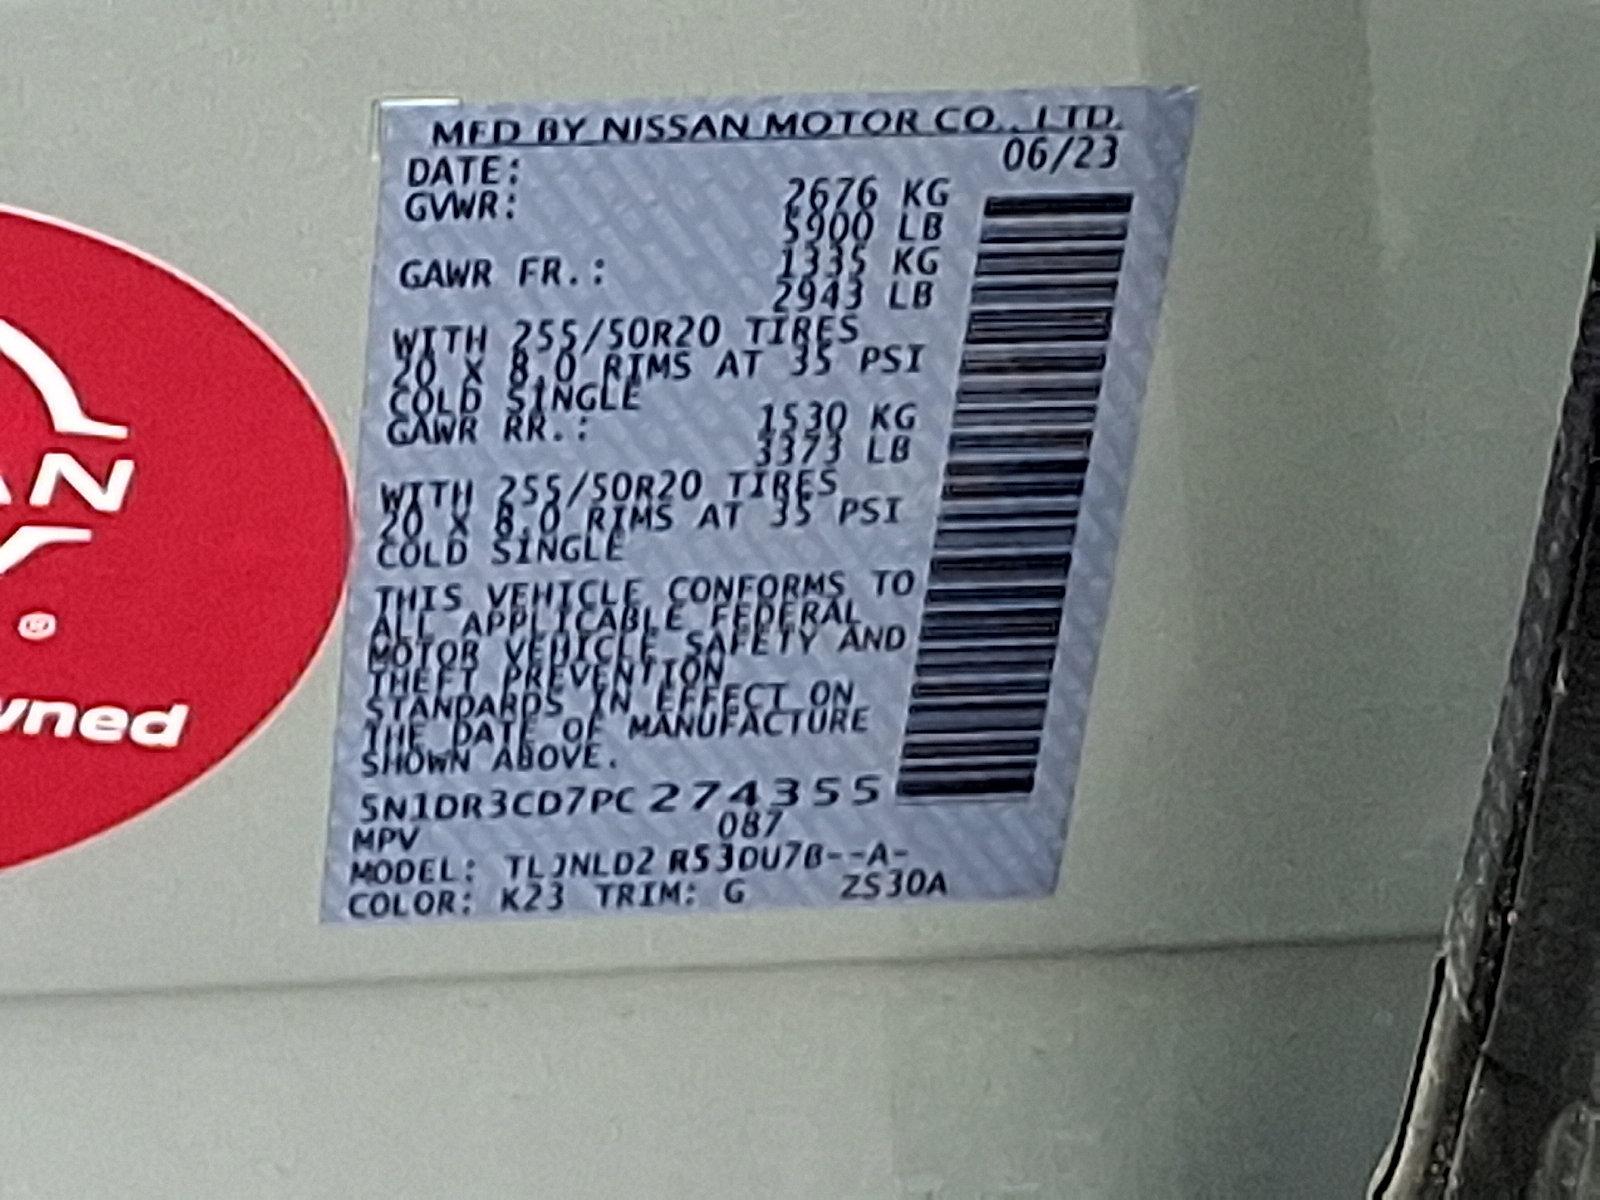 MFD BY NISSAN MOTOR CO., LTD.
DATE: 06/23
GVWR: 2676 KG
5900 LB
GAWR FR.: 1335 KG
2943 LB
WITH 255/50R20 TIRES
20 X 8.0 RIMS AT 35 PSI
COLD SINGLE
GAWR RR.: 1530 KG
3373 LB
WITH 255/50R20 TIRES
20 X 8.0 RIMS AT 35 PSI
COLD SINGLE
THIS VEHICLE CONFORMS TO
ALL APPLICABLE FEDERAL
MOTOR VEHICLE SAFETY AND
THEFT PREVENTION
STANDARDS IN EFFECT ON
THE DATE OF MANUFACTURE
SHOWN ABOVE.
5N1DR3CD7PC274355
MPV 087
MODEL: TLJNLD2 R53DU7B--A-
COLOR: K23 TRIM: G ZS30A
AN
®
wned